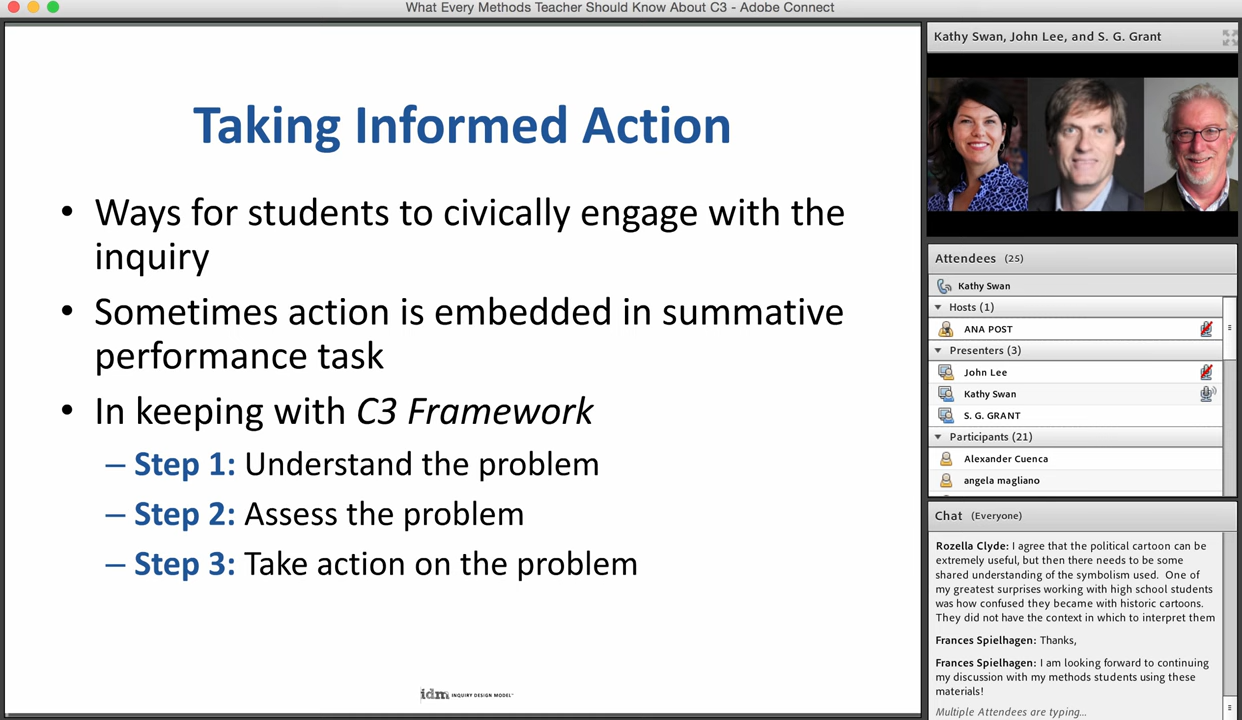 What Every Methods Teacher Should Know About C3 - Adobe Connect
Taking Informed Action
• Ways for students to civically engage with the
inquiry
• Sometimes action is embedded in summative
performance task
• In keeping with C3 Framework
– Step 1: Understand the problem
– Step 2: Assess the problem
– Step 3: Take action on the problem
idm INQUIRY DESIGN MODEL™
Kathy Swan, John Lee, and S. G. Grant
Attendees (25)
Kathy Swan
Hosts (1)
ANA POST
Presenters (3)
John Lee
Kathy Swan
S. G. GRANT
Participants (21)
Alexander Cuenca
angela magliano
Chat (Everyone)
Rozella Clyde: I agree that the political cartoon can be
extremely useful, but then there needs to be some
shared understanding of the symbolism used. One of
my greatest surprises working with high school students
was how confused they became with historic cartoons.
They did not have the context in which to interpret them
Frances Spielhagen: Thanks,
Frances Spielhagen: I am looking forward to continuing
my discussion with my methods students using these
materials!
Multiple Attendees are typing...